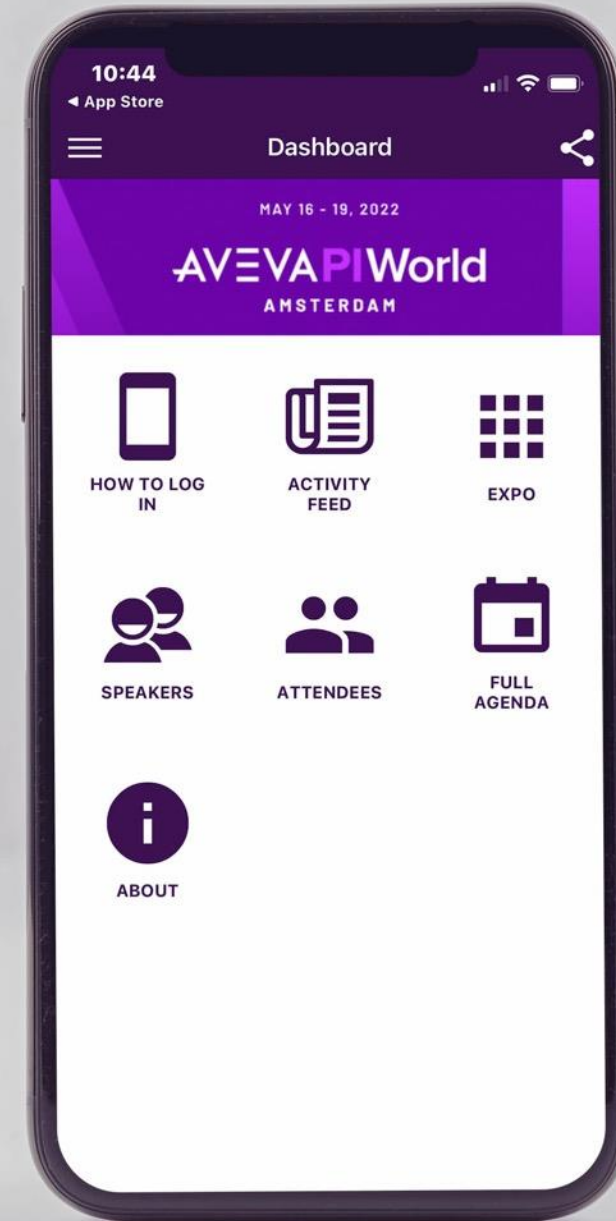 10:44
◀ App Store
Dashboard
MAY 16 - 19, 2022
AVEVA PI World
AMSTERDAM
HOW TO LOG
IN
ACTIVITY
FEED
EXPO
SPEAKERS
ATTENDEES
FULL
AGENDA
ABOUT